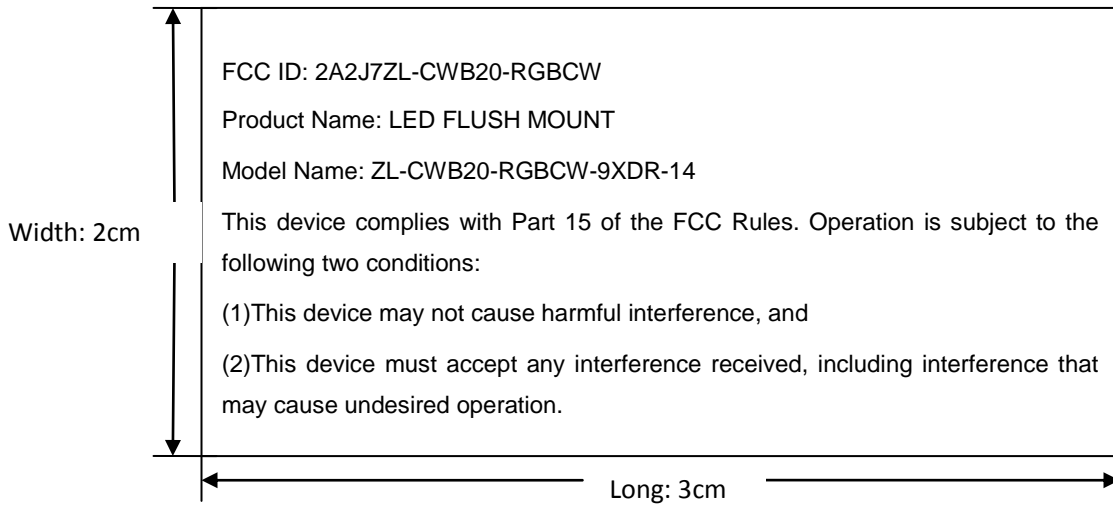 FCC ID: 2A2J7ZL-CWB20-RGBCW
Product Name: LED FLUSH MOUNT
Model Name: ZL-CWB20-RGBCW-9XDR-14
Width: 2cm
This device complies with Part 15 of the FCC Rules. Operation is subject to the
following two conditions:
(1)This device may not cause harmful interference, and
(2)This device must accept any interference received, including interference that
may cause undesired operation.
Long: 3cm